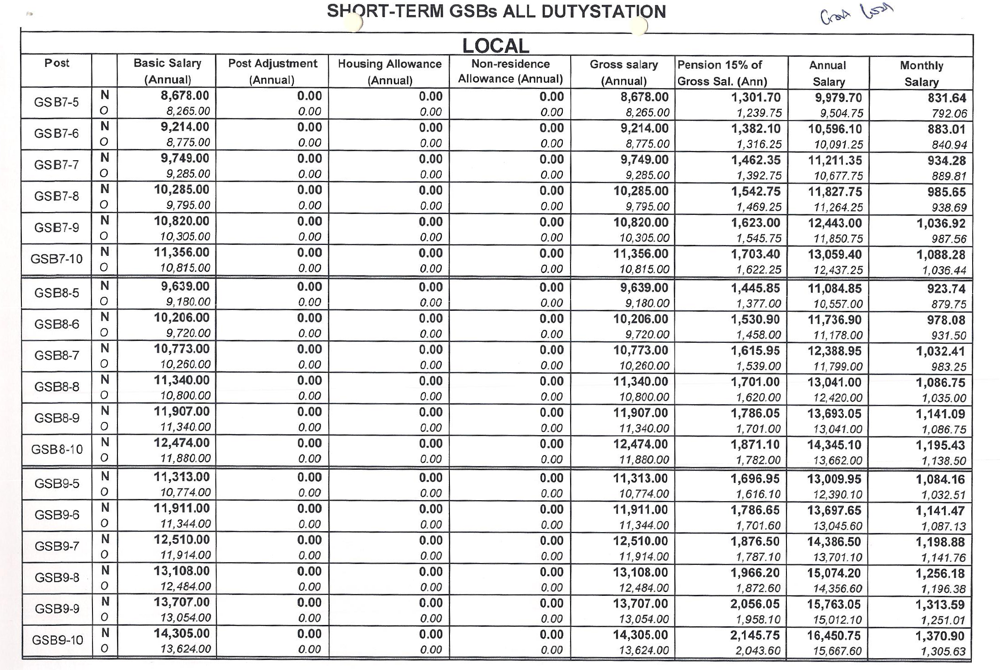 SHORT-TERM GSBs ALL DUTYSTATION
LOCAL
Post Basic Salary (Annual) Post Adjustment (Annual) Housing Allowance (Annual) Non-residence Allowance (Annual) Gross salary (Annual) Pension 15% of Gross Sal. (Ann) Annual Salary Monthly Salary
GSB7-5 N 8,678.00 0.00 0.00 0.00 8,678.00 1,301.70 9,979.70 831.64
O 8,265.00 0.00 0.00 0.00 8,265.00 1,239.75 9,504.75 792.06
GSB7-6 N 9,214.00 0.00 0.00 0.00 9,214.00 1,382.10 10,596.10 883.01
O 8,775.00 0.00 0.00 0.00 8,775.00 1,316.25 10,091.25 840.94
GSB7-7 N 9,749.00 0.00 0.00 0.00 9,749.00 1,462.35 11,211.35 934.28
O 9,285.00 0.00 0.00 0.00 9,285.00 1,392.75 10,677.75 889.81
GSB7-8 N 10,285.00 0.00 0.00 0.00 10,285.00 1,542.75 11,827.75 985.65
O 9,795.00 0.00 0.00 0.00 9,795.00 1,469.25 11,264.25 938.69
GSB7-9 N 10,820.00 0.00 0.00 0.00 10,820.00 1,623.00 12,443.00 1,036.92
O 10,305.00 0.00 0.00 0.00 10,305.00 1,545.75 11,850.75 987.56
GSB7-10 N 11,356.00 0.00 0.00 0.00 11,356.00 1,703.40 13,059.40 1,088.28
O 10,815.00 0.00 0.00 0.00 10,815.00 1,622.25 12,437.25 1,036.44
GSB8-5 N 9,639.00 0.00 0.00 0.00 9,639.00 1,445.85 11,084.85 923.74
O 9,180.00 0.00 0.00 0.00 9,180.00 1,377.00 10,557.00 879.75
GSB8-6 N 10,206.00 0.00 0.00 0.00 10,206.00 1,530.90 11,736.90 978.08
O 9,720.00 0.00 0.00 0.00 9,720.00 1,458.00 11,178.00 931.50
GSB8-7 N 10,773.00 0.00 0.00 0.00 10,773.00 1,615.95 12,388.95 1,032.41
O 10,260.00 0.00 0.00 0.00 10,260.00 1,539.00 11,799.00 983.25
GSB8-8 N 11,340.00 0.00 0.00 0.00 11,340.00 1,701.00 13,041.00 1,086.75
O 10,800.00 0.00 0.00 0.00 10,800.00 1,620.00 12,420.00 1,035.00
GSB8-9 N 11,907.00 0.00 0.00 0.00 11,907.00 1,786.05 13,693.05 1,141.09
O 11,340.00 0.00 0.00 0.00 11,340.00 1,701.00 13,041.00 1,086.75
GSB8-10 N 12,474.00 0.00 0.00 0.00 12,474.00 1,871.10 14,345.10 1,195.43
O 11,880.00 0.00 0.00 0.00 11,880.00 1,782.00 13,662.00 1,138.50
GSB9-5 N 11,313.00 0.00 0.00 0.00 11,313.00 1,696.95 13,009.95 1,084.16
O 10,774.00 0.00 0.00 0.00 10,774.00 1,616.10 12,390.10 1,032.51
GSB9-6 N 11,911.00 0.00 0.00 0.00 11,911.00 1,786.65 13,697.65 1,141.47
O 11,344.00 0.00 0.00 0.00 11,344.00 1,701.60 13,045.60 1,087.13
GSB9-7 N 12,510.00 0.00 0.00 0.00 12,510.00 1,876.50 14,386.50 1,198.88
O 11,914.00 0.00 0.00 0.00 11,914.00 1,787.10 13,701.10 1,141.76
GSB9-8 N 13,108.00 0.00 0.00 0.00 13,108.00 1,966.20 15,074.20 1,256.18
O 12,484.00 0.00 0.00 0.00 12,484.00 1,872.60 14,356.60 1,196.38
GSB9-9 N 13,707.00 0.00 0.00 0.00 13,707.00 2,056.05 15,763.05 1,313.59
O 13,054.00 0.00 0.00 0.00 13,054.00 1,958.10 15,012.10 1,251.01
GSB9-10 N 14,305.00 0.00 0.00 0.00 14,305.00 2,145.75 16,450.75 1,370.90
O 13,624.00 0.00 0.00 0.00 13,624.00 2,043.60 15,667.60 1,305.63